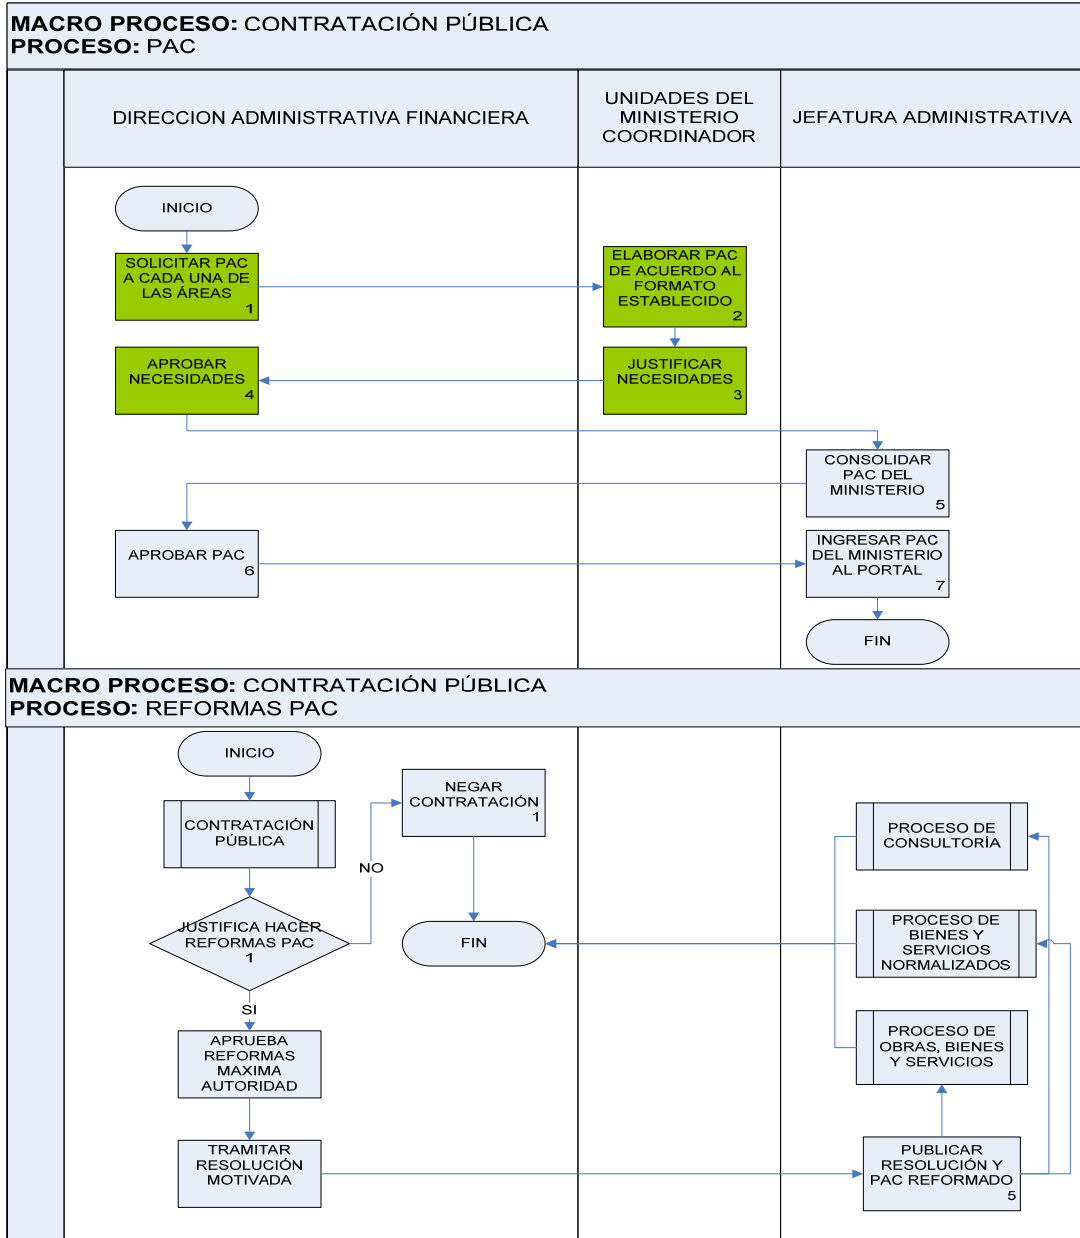 MACRO PROCESO: CONTRATACIÓN PÚBLICA
PROCESO: PAC
DIRECCION ADMINISTRATIVA FINANCIERA
UNIDADES DEL
MINISTERIO
COORDINADOR
JEFATURA ADMINISTRATIVA
INICIO
SOLICITAR PAC
A CADA UNA DE
LAS ÁREAS
1
ELABORAR PAC
DE ACUERDO AL
FORMATO
ESTABLECIDO
2
APROBAR
NECESIDADES
4
JUSTIFICAR
NECESIDADES
3
CONSOLIDAR
PAC DEL
MINISTERIO
5
APROBAR PAC
6
INGRESAR PAC
DEL MINISTERIO
AL PORTAL
7
FIN
MACRO PROCESO: CONTRATACIÓN PÚBLICA
PROCESO: REFORMAS PAC
INICIO
NEGAR
CONTRATACIÓN
1
CONTRATACIÓN
PÚBLICA
PROCESO DE
CONSULTORÍA
NO
JUSTIFICA HACER
REFORMAS PAC
1
FIN
PROCESO DE
BIENES Y
SERVICIOS
NORMALIZADOS
SI
APRUEBA
REFORMAS
MAXIMA
AUTORIDAD
PROCESO DE
OBRAS, BIENES
Y SERVICIOS
TRAMITAR
RESOLUCIÓN
MOTIVADA
PUBLICAR
RESOLUCIÓN Y
PAC REFORMADO
5